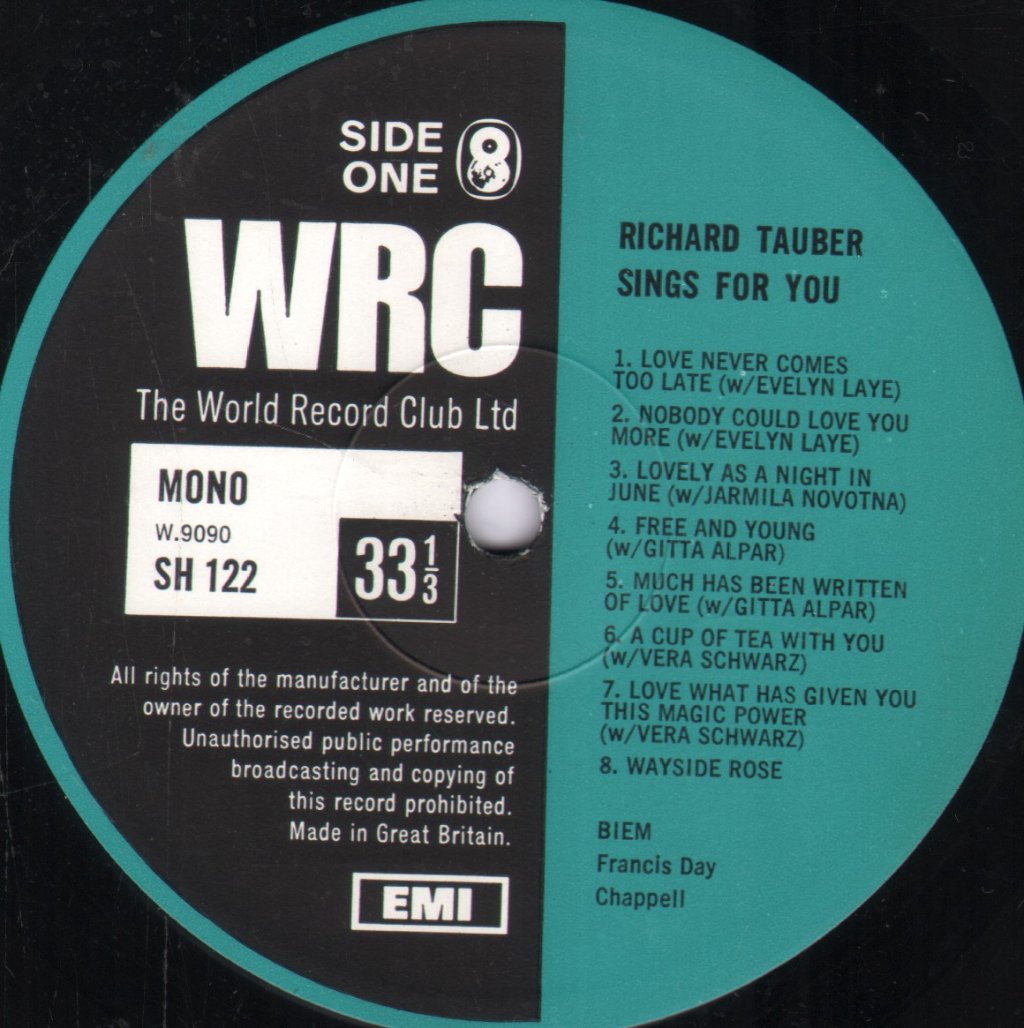 SIDE
ONE
WRC
The World Record Club Ltd
MONO
W.9090
SH 122
33 1/3
All rights of the manufacturer and of the
owner of the recorded work reserved.
Unauthorised public performance
broadcasting and copying of
this record prohibited.
Made in Great Britain.
EMI
RICHARD TAUBER
SINGS FOR YOU
1. LOVE NEVER COMES
TOO LATE (w/EVELYN LAYE)
2. NOBODY COULD LOVE YOU
MORE (w/EVELYN LAYE)
3. LOVELY AS A NIGHT IN
JUNE (w/JARMILA NOVOTNA)
4. FREE AND YOUNG
(w/GITTA ALPAR)
5. MUCH HAS BEEN WRITTEN
OF LOVE (w/GITTA ALPAR)
6. A CUP OF TEA WITH YOU
(w/VERA SCHWARZ)
7. LOVE WHAT HAS GIVEN YOU
THIS MAGIC POWER
(w/VERA SCHWARZ)
8. WAYSIDE ROSE
BIEM
Francis Day
Chappell